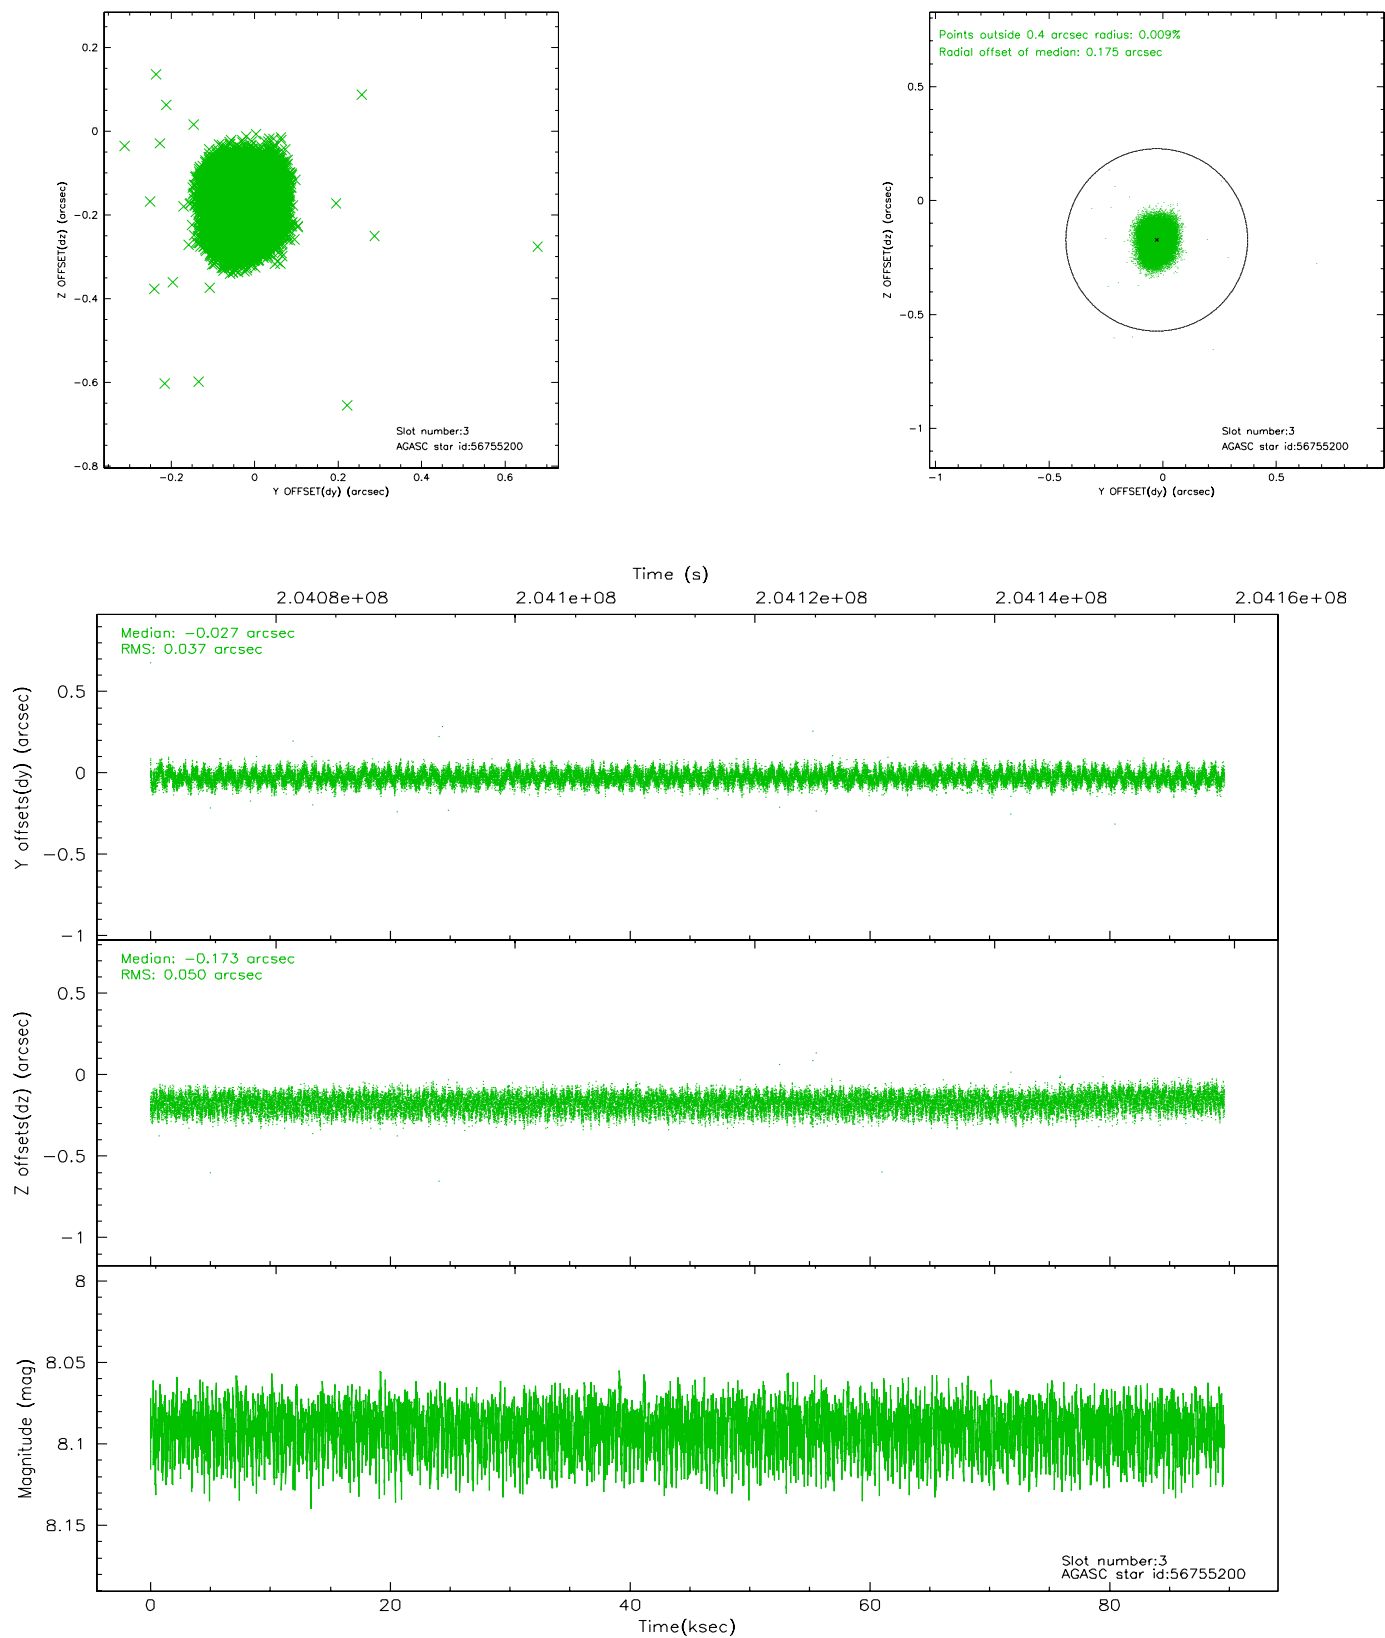 0.2
0
-0.2
-0.4
-0.6
-0.8
Z OFFSET(dz) (arcsec)
-0.2 0 0.2 0.4 0.6
Y OFFSET(dy) (arcsec)
Slot number:3
AGASC star id:56755200
Points outside 0.4 arcsec radius: 0.009%
Radial offset of median: 0.175 arcsec
0.5
0
-0.5
-1
Z OFFSET(dz) (arcsec)
-1 -0.5 0 0.5
Y OFFSET(dy) (arcsec)
Slot number:3
AGASC star id:56755200
Time (s)
2.0408e+08 2.041e+08 2.0412e+08 2.0414e+08 2.0416e+08
Median: -0.027 arcsec
RMS: 0.037 arcsec
0.5
0
-0.5
-1
Y offsets(dy) (arcsec)
Median: -0.173 arcsec
RMS: 0.050 arcsec
0.5
0
-0.5
-1
Z offsets(dz) (arcsec)
8
8.05
8.1
8.15
Magnitude (mag)
Slot number:3
AGASC star id:56755200
0 20 40 60 80
Time(ksec)